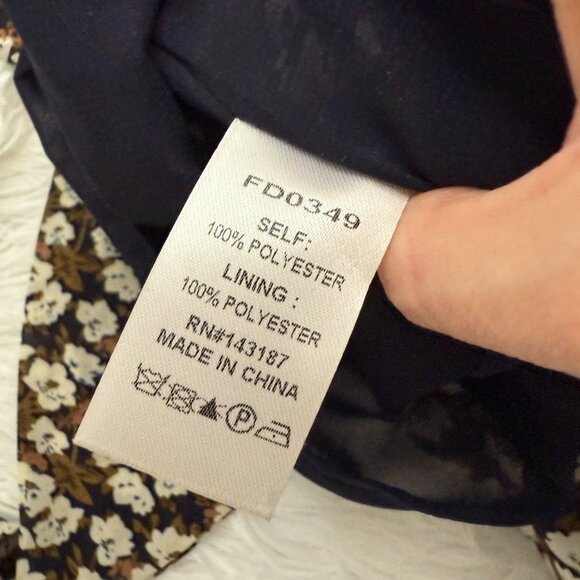 FD0349
SELF:
100% POLYESTER
LINING :
100% POLYESTER
RN#143187
MADE IN CHINA
P